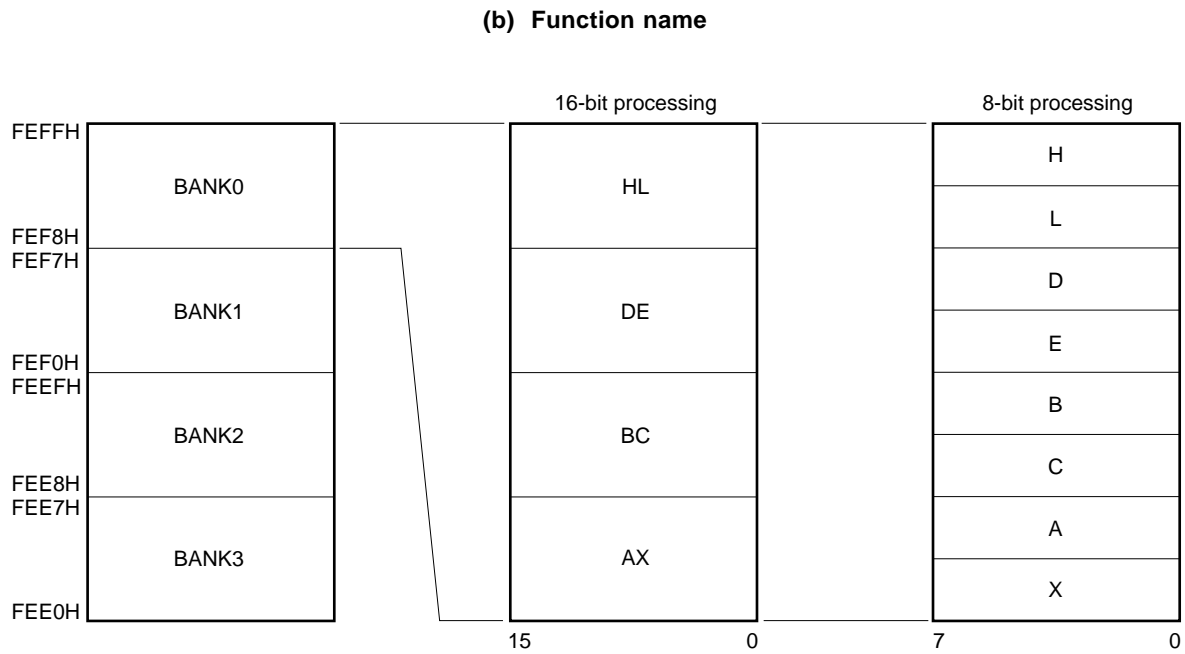 (b) Function name
16-bit processing
8-bit processing
FEFFH
BANK0
HL
H
L
FEF8H
FEF7H
BANK1
DE
D
E
FEF0H
FEEFH
BANK2
BC
B
C
FEE8H
FEE7H
BANK3
AX
A
X
FEE0H
15 0
7 0